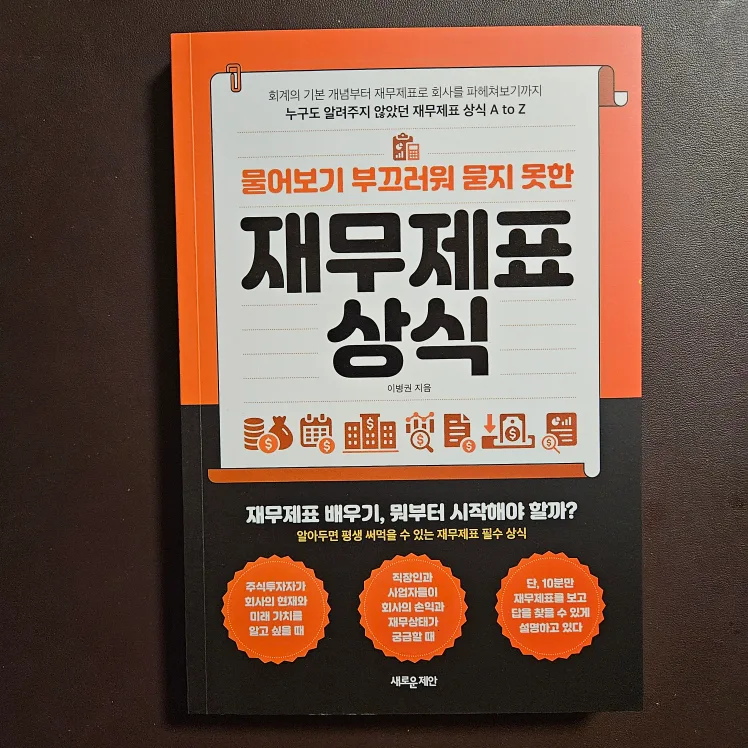 회계의 기본 개념부터 재무제표로 회사를 파헤쳐보기까지
누구도 알려주지 않았던 재무제표 상식 A to Z
물어보기 부끄러워 묻지 못한
재무제표
상식
이병권 지음
재무제표 배우기, 뭐부터 시작해야 할까?
알아두면 평생 써먹을 수 있는 재무제표 필수 상식
주식투자자가
회사의 현재와
미래 가치를
알고 싶을 때
직장인과
사업자들이
회사의 손익과
재무상태가
궁금할 때
단, 10분만
재무제표를 보고
답을 찾을 수 있게
설명하고 있다
새로운 제안